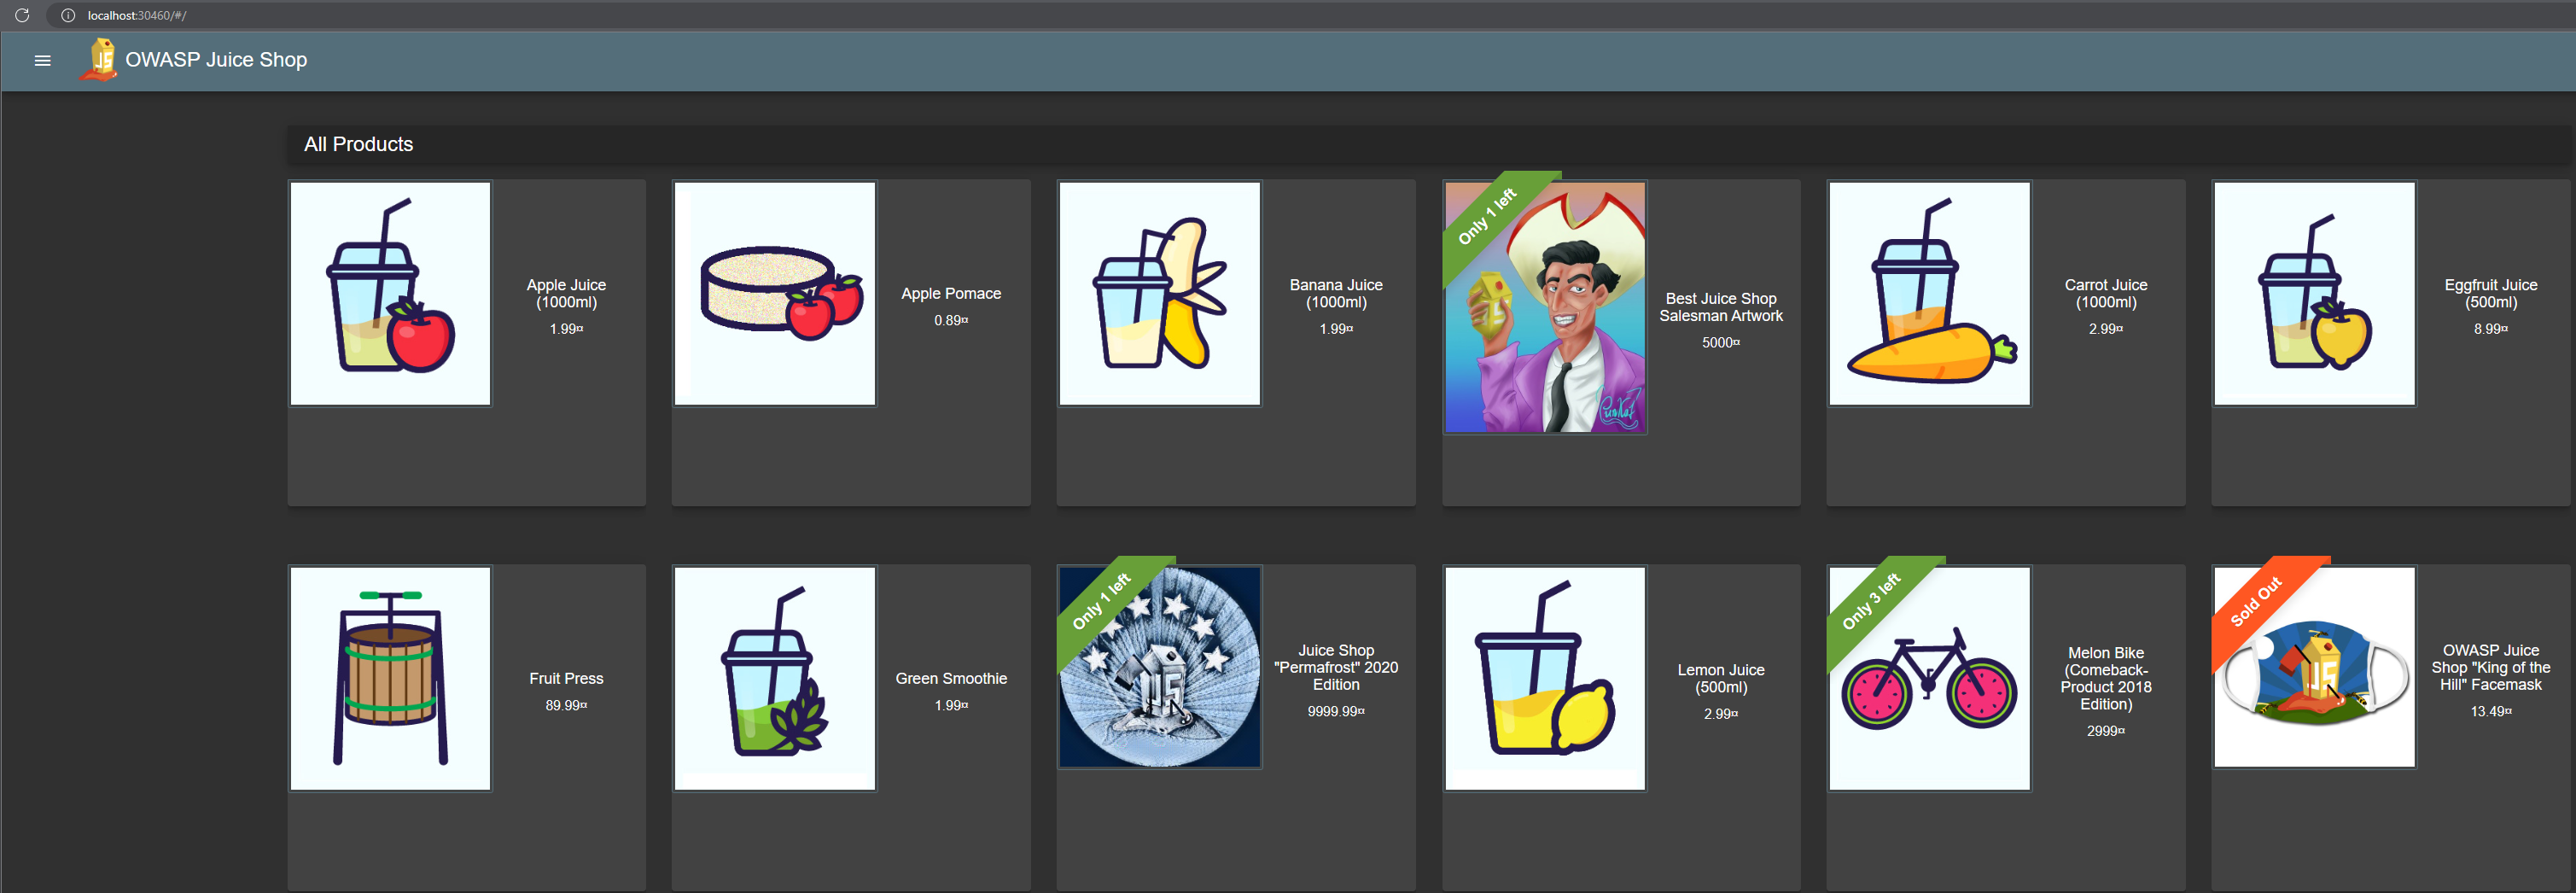 localhost:30460/#/
OWASP Juice Shop
All Products
Apple Juice
(1000ml)
1.99¤
Apple Pomace
0.89¤
Banana Juice
(1000ml)
1.99¤
Only 1 left
Best Juice Shop
Salesman Artwork
5000¤
Carrot Juice
(1000ml)
2.99¤
Eggfruit Juice
(500ml)
8.99¤
Fruit Press
89.99¤
Green Smoothie
1.99¤
Only 1 left
Juice Shop
"Permafrost" 2020
Edition
9999.99¤
Lemon Juice
(500ml)
2.99¤
Only 3 left
Melon Bike
(Comeback-
Product 2018
Edition)
2999¤
Sold Out
OWASP Juice
Shop "King of the
Hill" Facemask
13.49¤